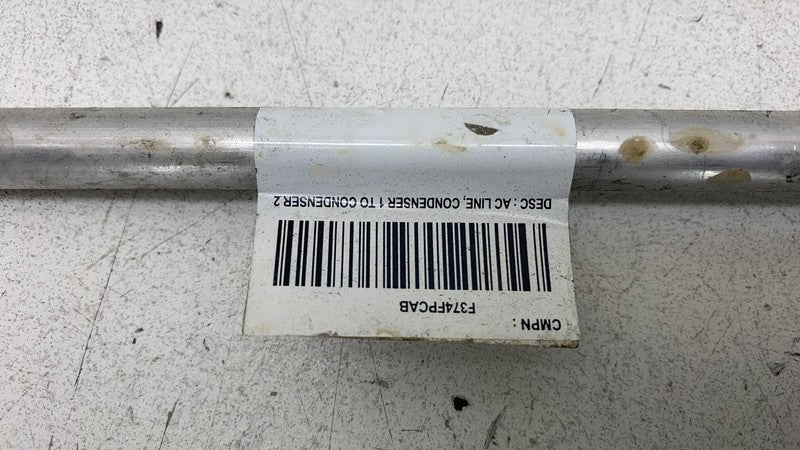 CMPN :
F374FPCAB
DESC : AC LINE, CONDENSER 1 TO CONDENSER 2